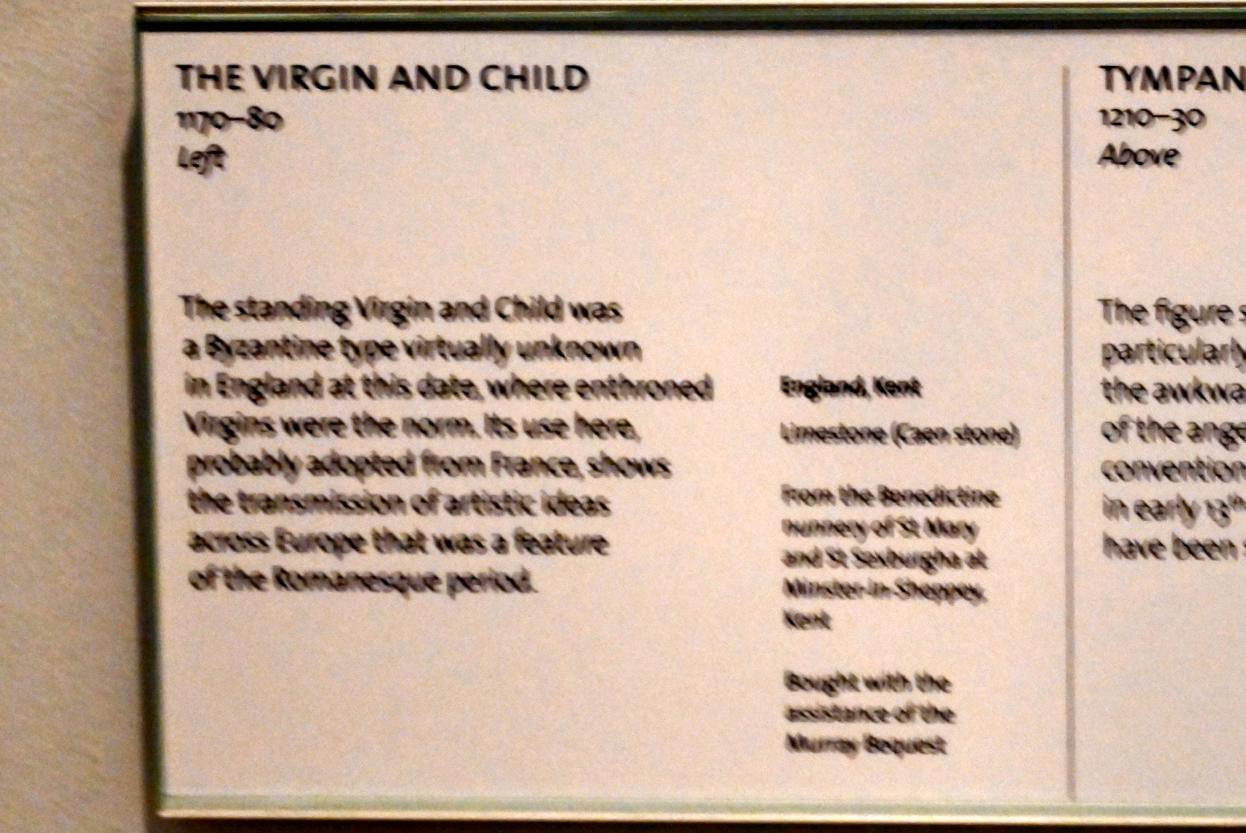 THE VIRGIN AND CHILD
1170–80
Left
The standing Virgin and Child was
a Byzantine type virtually unknown
in England at this date, where enthroned
Virgins were the norm. Its use here,
probably adopted from France, shows
the transmission of artistic ideas
across Europe that was a feature
of the Romanesque period.
England, Kent
Limestone (Caen stone)
From the Benedictine
nunnery of St Mary
and St Sexburgha at
Minster-in-Sheppey,
Kent
Bought with the
assistance of the
Murray Bequest
TYMPAN
1210–30
Above
The figure s
particularly
the awkwa
of the ange
convention
in early 13th
have been s